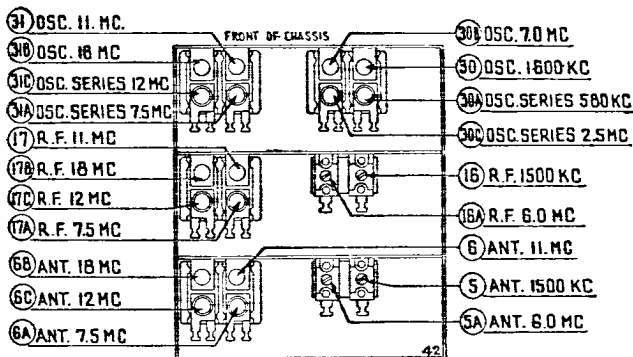 FRONT OF CHASSIS
31 OSC. 11. MC.
31B OSC. 18 MC
31C OSC. SERIES 12 MC
31A OSC. SERIES 7.5 MC
17 R.F. 11. MC
17B R.F. 18 MC
17C R.F. 12 MC
17A R.F. 7.5 MC
6B ANT. 18 MC
6C ANT. 12 MC
6A ANT. 7.5 MC
30B OSC. 7.0 MC
30 OSC. 1600 KC
30A OSC. SERIES 580 KC
30C OSC. SERIES 2.5 MC
16 R.F. 1500 KC
16A R.F. 6.0 MC
6 ANT. 11. MC
5 ANT. 1500 KC
5A ANT. 6.0 MC
42